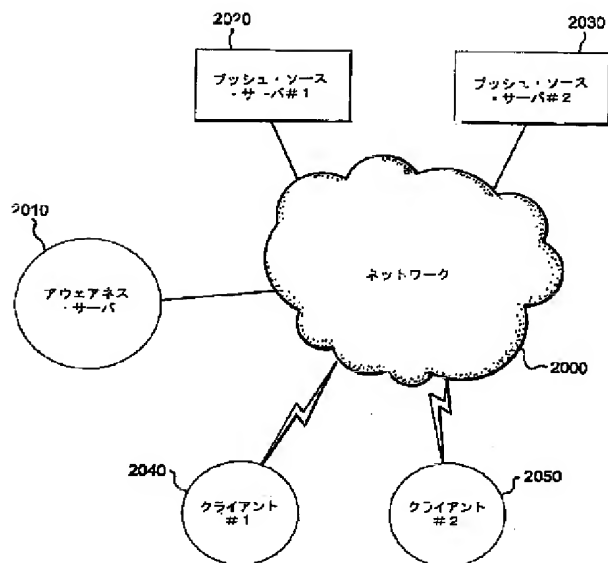 2020
2030
プッシュ・ソース
・サーバ#1
プッシュ・ソース
・サーバ#2
2010
アウェアネス
・サーバ
ネットワーク
2000
2040
2050
クライアント
#1
クライアント
#2